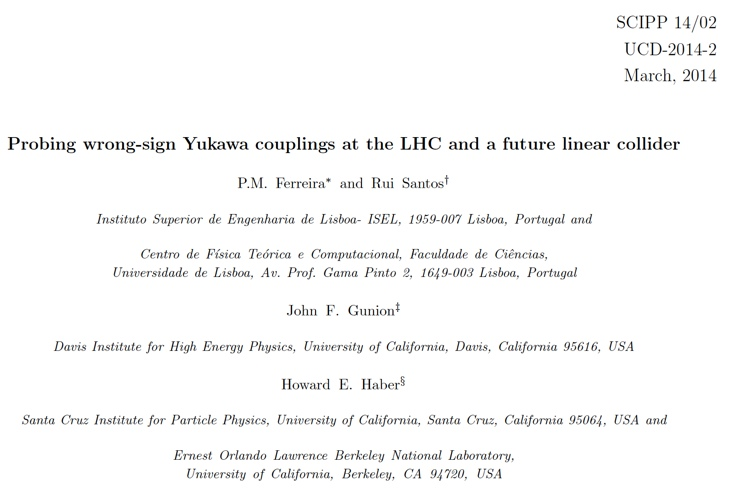 SCIPP 14/02
UCD-2014-2
March, 2014
Probing wrong-sign Yukawa couplings at the LHC and a future linear collider
P.M. Ferreira* and Rui Santos†
Instituto Superior de Engenharia de Lisboa- ISEL, 1959-007 Lisboa, Portugal and
Centro de Física Teórica e Computacional, Faculdade de Ciências,
Universidade de Lisboa, Av. Prof. Gama Pinto 2, 1649-003 Lisboa, Portugal
John F. Gunion‡
Davis Institute for High Energy Physics, University of California, Davis, California 95616, USA
Howard E. Haber§
Santa Cruz Institute for Particle Physics, University of California, Santa Cruz, California 95064, USA and
Ernest Orlando Lawrence Berkeley National Laboratory,
University of California, Berkeley, CA 94720, USA